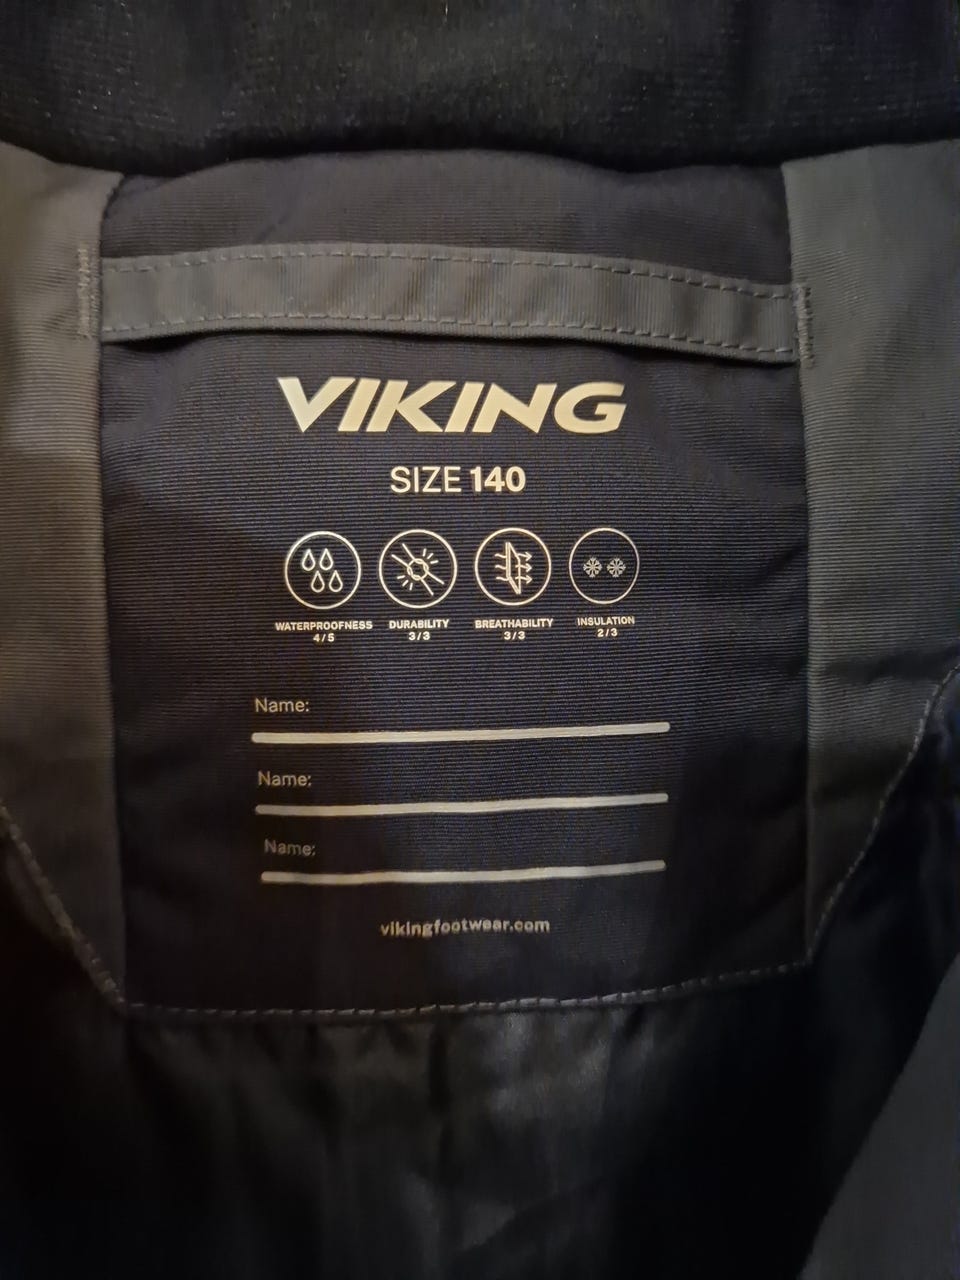 VIKING
SIZE 140
WATERPROOFNESS DURABILITY BREATHABILITY INSULATION
4/5 3/3 3/3 2/3
Name:
Name:
Name:
vikingfootwear.com